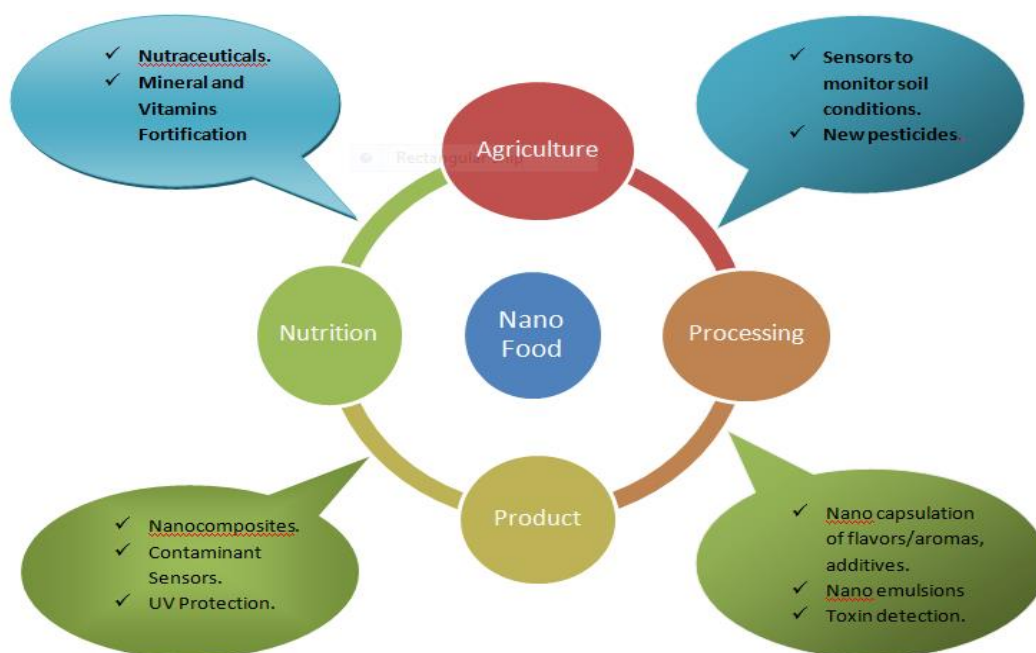 ✓ Nutraceuticals.
✓ Mineral and
Vitamins
Fortification
✓ Sensors to
monitor soil
conditions.
✓ New pesticides.
Agriculture
Nutrition
Nano
Food
Processing
Product
✓ Nanocomposites.
✓ Contaminant
Sensors.
✓ UV Protection.
✓ Nano capsulation
of flavors/aromas,
additives.
✓ Nano emulsions
✓ Toxin detection.